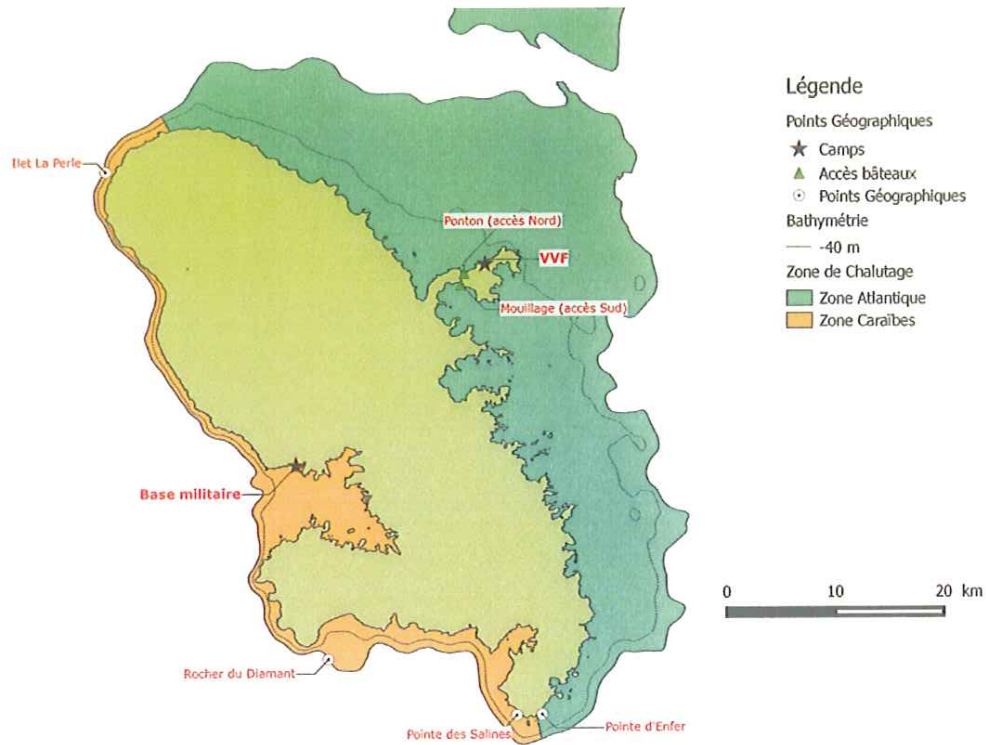 Ilet La Perle
Ponton (accès Nord)
VVF
Mouillage (accès Sud)
Base militaire
Rocher du Diamant
Pointe des Salines
Pointe d'Enfer
Légende
Points Géographiques
Camps
Accès bâteaux
Points Géographiques
Bathymétrie
-40 m
Zone de Chalutage
Zone Atlantique
Zone Caraïbes
0 10 20 km